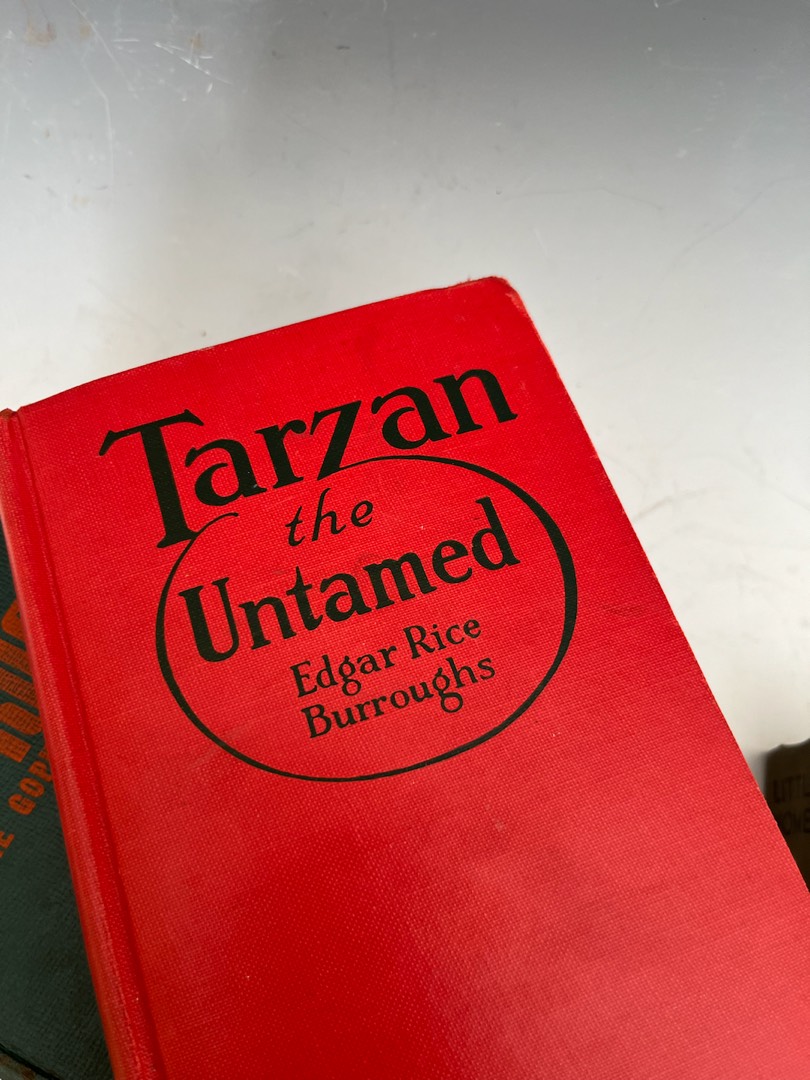 Tarzan
the
Untamed
Edgar Rice
Burroughs